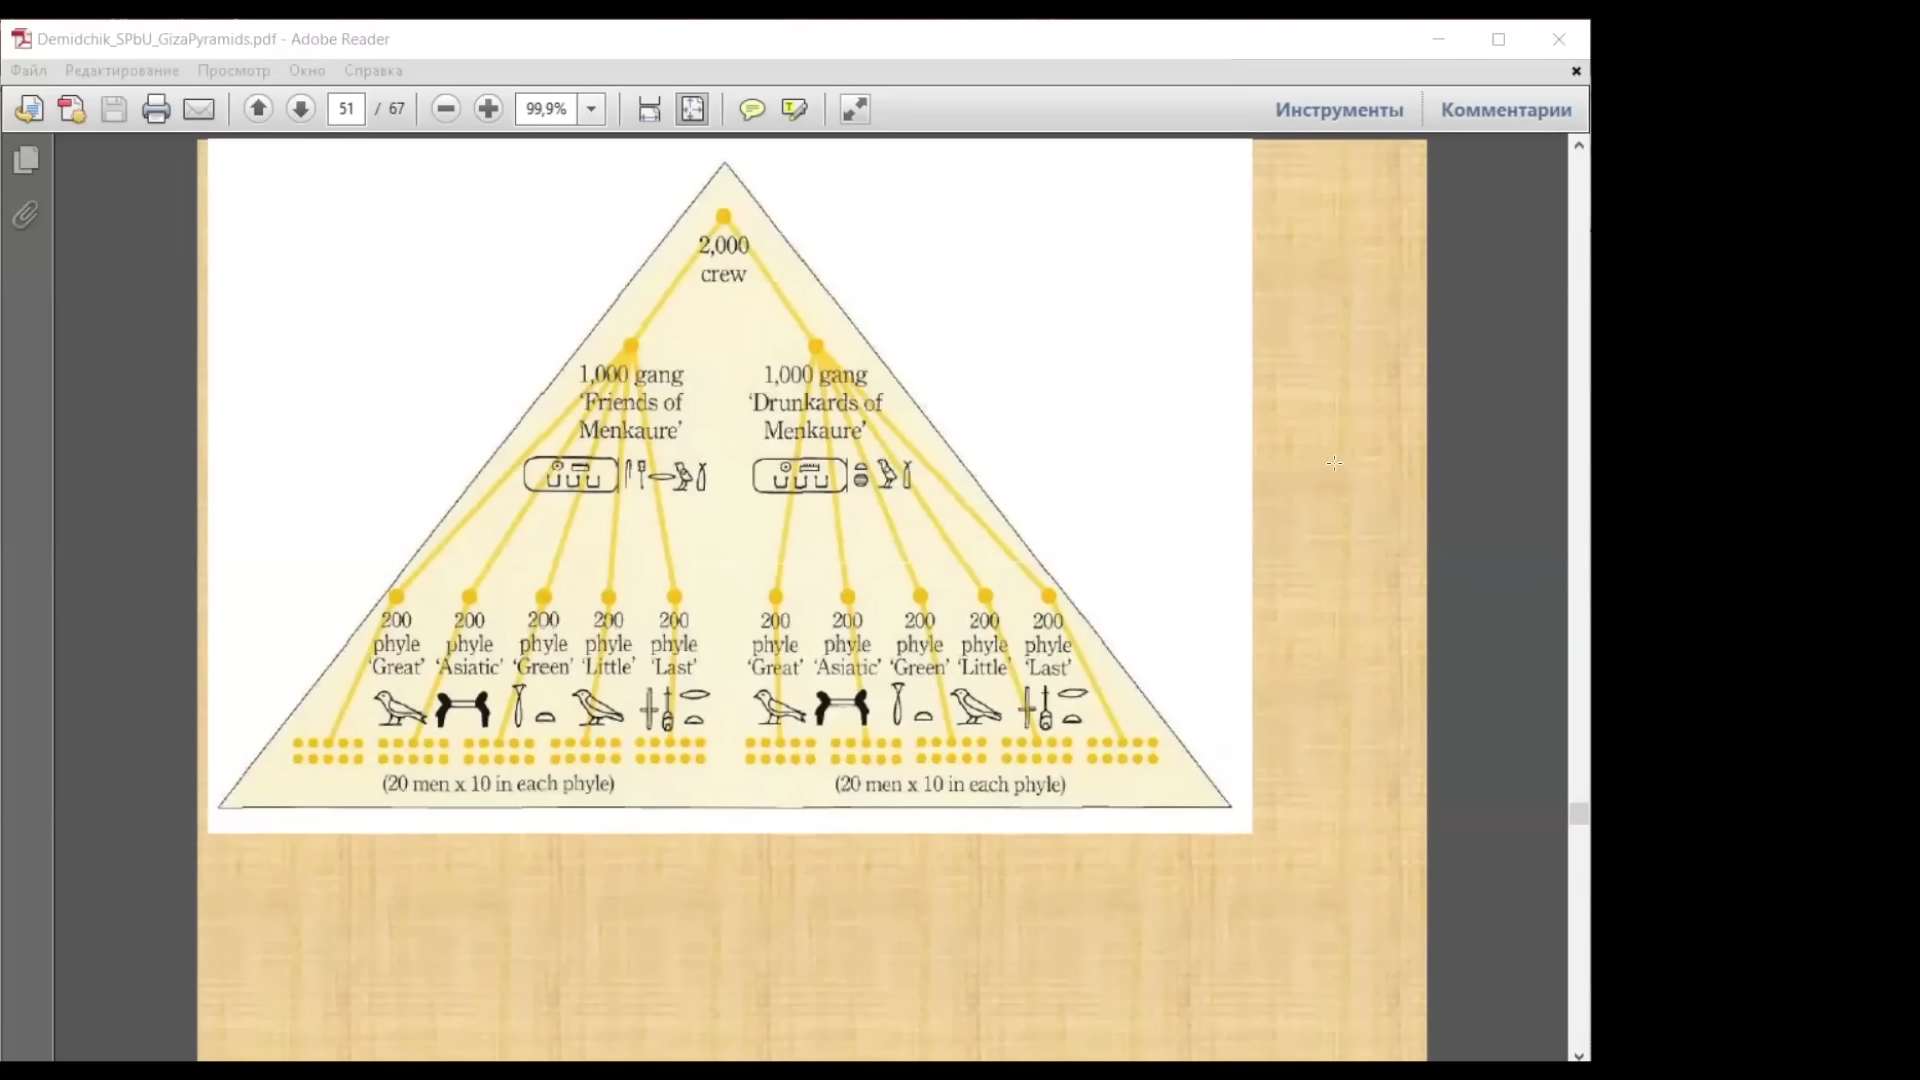 Demidchik_SPbU_GizaPyramids.pdf - Adobe Reader
Файл Редактирование Просмотр Окно Справка
51 / 67 99,9% Инструменты Комментарии
2,000
crew
1,000 gang
‘Friends of
Menkaure’
1,000 gang
‘Drunkards of
Menkaure’
200
phyle
‘Great’
200
phyle
‘Asiatic’
200
phyle
‘Green’
200
phyle
‘Little’
200
phyle
‘Last’
200
phyle
‘Great’
200
phyle
‘Asiatic’
200
phyle
‘Green’
200
phyle
‘Little’
200
phyle
‘Last’
(20 men x 10 in each phyle)
(20 men x 10 in each phyle)